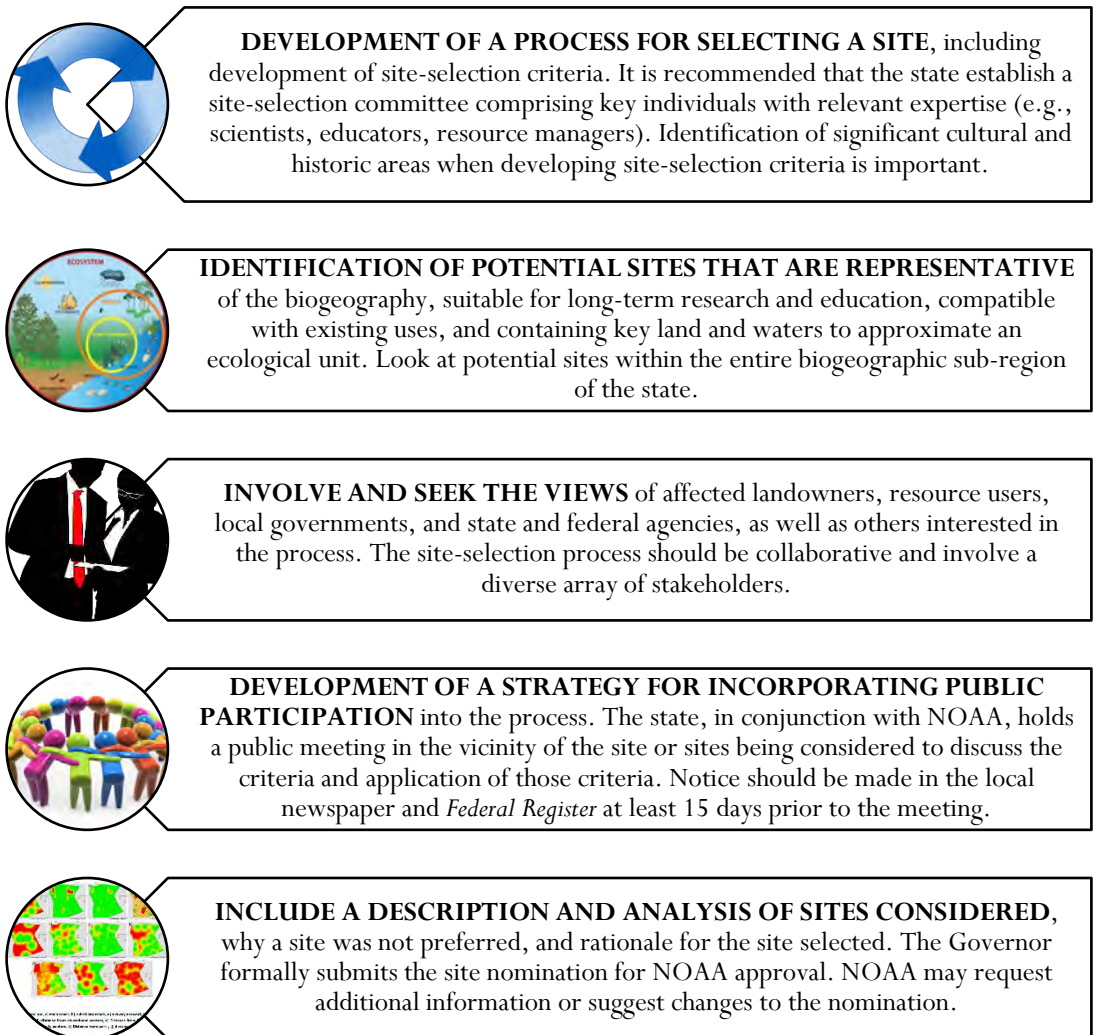 DEVELOPMENT OF A PROCESS FOR SELECTING A SITE, including
development of site-selection criteria. It is recommended that the state establish a
site-selection committee comprising key individuals with relevant expertise (e.g.,
scientists, educators, resource managers). Identification of significant cultural and
historic areas when developing site-selection criteria is important.
ECOSYSTEM
IDENTIFICATION OF POTENTIAL SITES THAT ARE REPRESENTATIVE
of the biogeography, suitable for long-term research and education, compatible
with existing uses, and containing key land and waters to approximate an
ecological unit. Look at potential sites within the entire biogeographic sub-region
of the state.
INVOLVE AND SEEK THE VIEWS of affected landowners, resource users,
local governments, and state and federal agencies, as well as others interested in
the process. The site-selection process should be collaborative and involve a
diverse array of stakeholders.
DEVELOPMENT OF A STRATEGY FOR INCORPORATING PUBLIC
PARTICIPATION into the process. The state, in conjunction with NOAA, holds
a public meeting in the vicinity of the site or sites being considered to discuss the
criteria and application of those criteria. Notice should be made in the local
newspaper and Federal Register at least 15 days prior to the meeting.
INCLUDE A DESCRIPTION AND ANALYSIS OF SITES CONSIDERED,
why a site was not preferred, and rationale for the site selected. The Governor
formally submits the site nomination for NOAA approval. NOAA may request
additional information or suggest changes to the nomination.